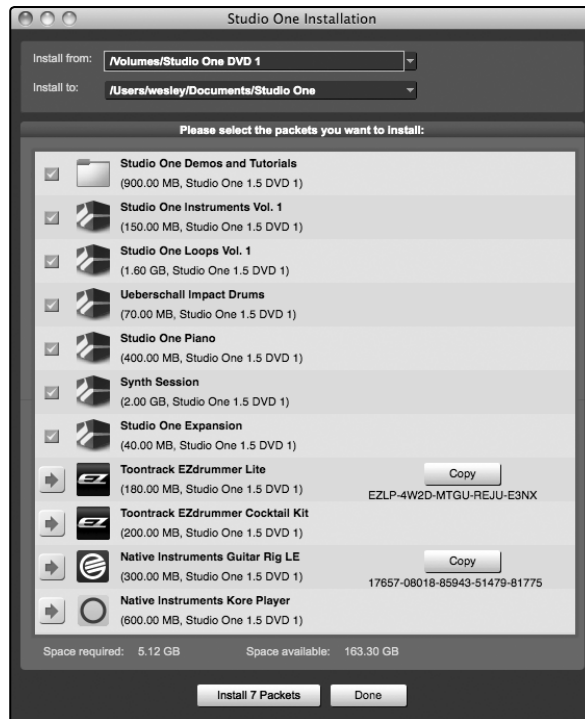 Studio One Installation
Install from: /Volumes/Studio One DVD 1
Install to: /Users/wesley/Documents/Studio One
Please select the packets you want to install:
Studio One Demos and Tutorials
(900.00 MB, Studio One 1.5 DVD 1)
Studio One Instruments Vol. 1
(150.00 MB, Studio One 1.5 DVD 1)
Studio One Loops Vol. 1
(1.60 GB, Studio One 1.5 DVD 1)
Ueberschall Impact Drums
(70.00 MB, Studio One 1.5 DVD 1)
Studio One Piano
(400.00 MB, Studio One 1.5 DVD 1)
Synth Session
(2.00 GB, Studio One 1.5 DVD 1)
Studio One Expansion
(40.00 MB, Studio One 1.5 DVD 1)
EZ
Toontrack EZdrummer Lite
(180.00 MB, Studio One 1.5 DVD 1)
Copy
EZLP-4W2D-MTGU-REJU-E3NX
EZ
Toontrack EZdrummer Cocktail Kit
(200.00 MB, Studio One 1.5 DVD 1)
Native Instruments Guitar Rig LE
(300.00 MB, Studio One 1.5 DVD 1)
Copy
17657-08018-85943-51479-81775
Native Instruments Kore Player
(600.00 MB, Studio One 1.5 DVD 1)
Space required: 5.12 GB Space available: 163.30 GB
Install 7 Packets Done